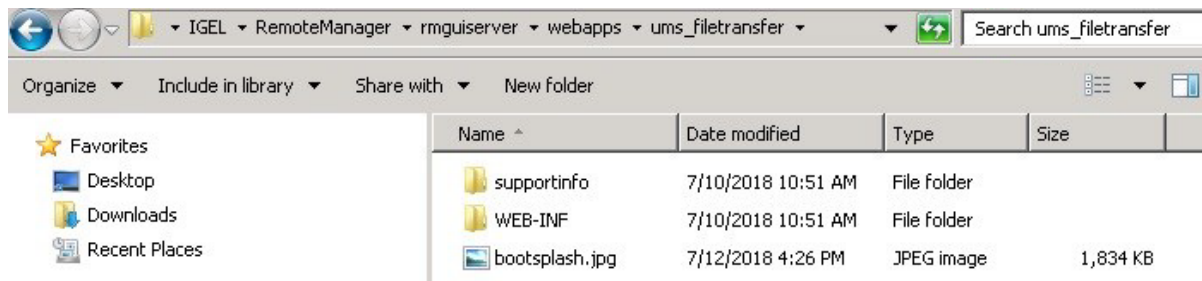 IGEL RemoteManager rmguiserver webapps ums_filetransfer Search ums_filetransfer
Organize Include in library Share with New folder
Name Date modified Type Size
Favorites
Desktop
Downloads
Recent Places
supportinfo 7/10/2018 10:51 AM File folder
WEB-INF 7/10/2018 10:51 AM File folder
bootsplash.jpg 7/12/2018 4:26 PM JPEG image 1,834 KB